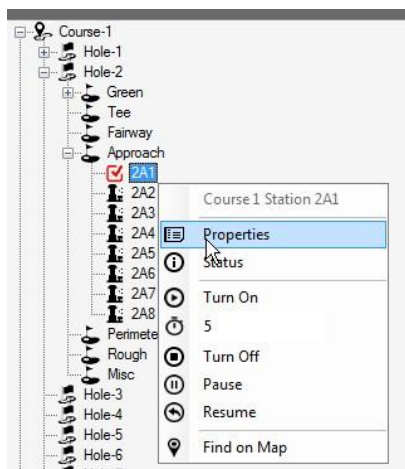 Course-1
Hole-1
Hole-2
Green
Tee
Fairway
Approach
2A1
2A2
2A3
2A4
2A5
2A6
2A7
2A8
Perimete
Rough
Misc
Hole-3
Hole-4
Hole-5
Hole-6
Course 1 Station 2A1
Properties
Status
Turn On
5
Turn Off
Pause
Resume
Find on Map